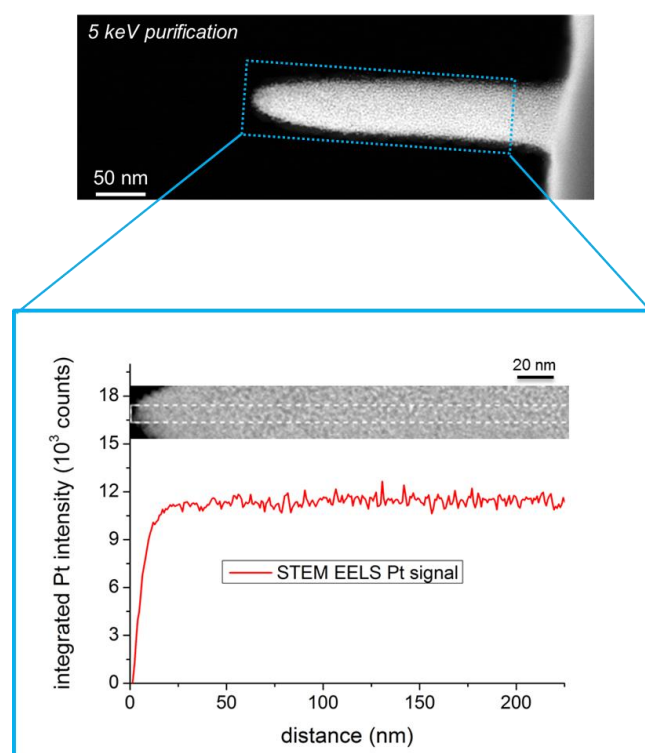 5 keV purification
50 nm
20 nm
integrated Pt intensity (10³ counts)
18
15
12
9
6
3
0
STEM EELS Pt signal
0 50 100 150 200
distance (nm)